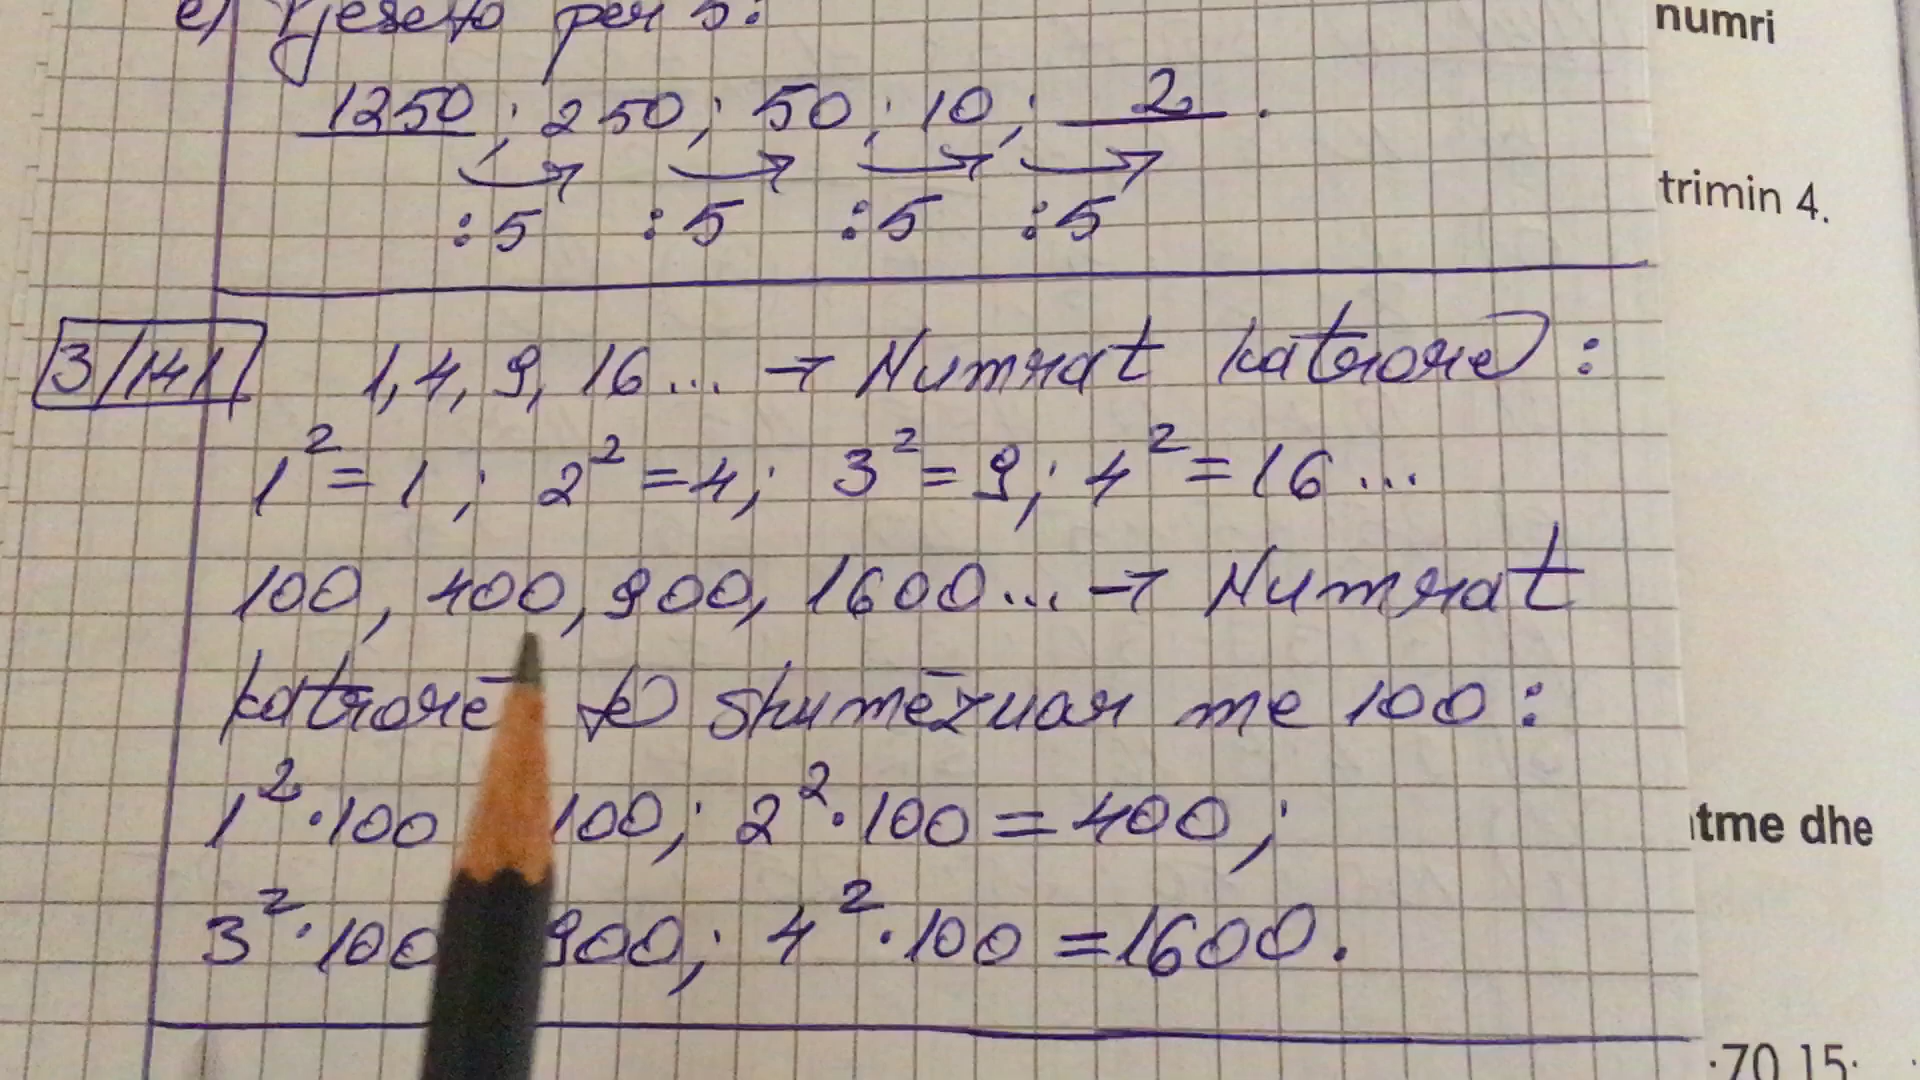 e) Pjesëto për 5:
1250 ; 250 ; 50 ; 10 ; 2 .
:5 :5 :5 :5
3/141 1, 4, 9, 16 ... → Numrat katrorë :
1² = 1 ; 2² = 4 ; 3² = 9 ; 4² = 16 ...
100, 400, 900, 1600 ... → Numrat
katrorë të shumëzuar me 100 :
1² · 100 100 ; 2² · 100 = 400 ;
3² · 100 900 ; 4² · 100 = 1600 .
numri
trimin 4.
tme dhe
·70 15·